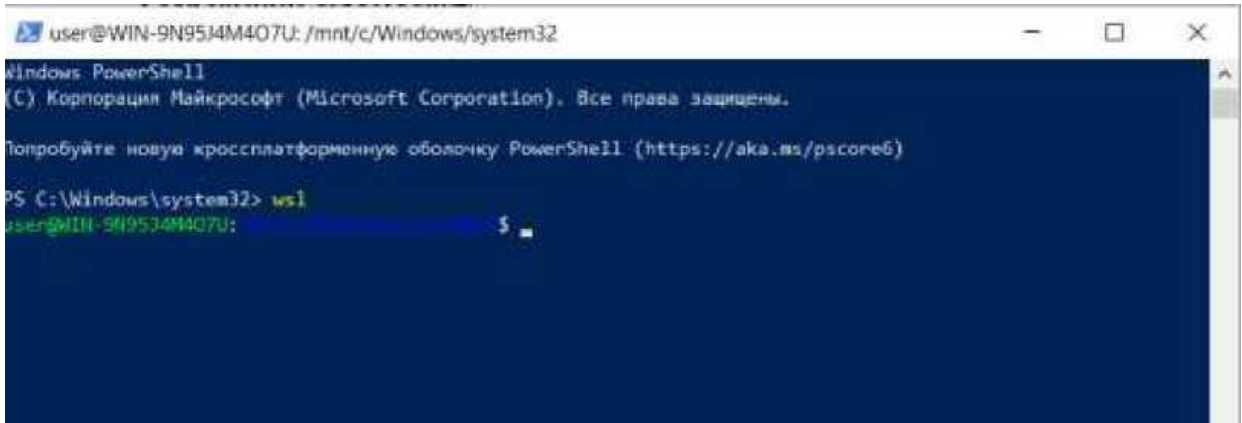 user@WIN-9N95J4M4O7U: /mnt/c/Windows/system32
Windows PowerShell
(C) Корпорация Майкрософт (Microsoft Corporation). Все права защищены.
Попробуйте новую кроссплатформенную оболочку PowerShell (https://aka.ms/pscore6)
PS C:\Windows\system32> wsl
user@WIN-9N95J4M4O7U: $